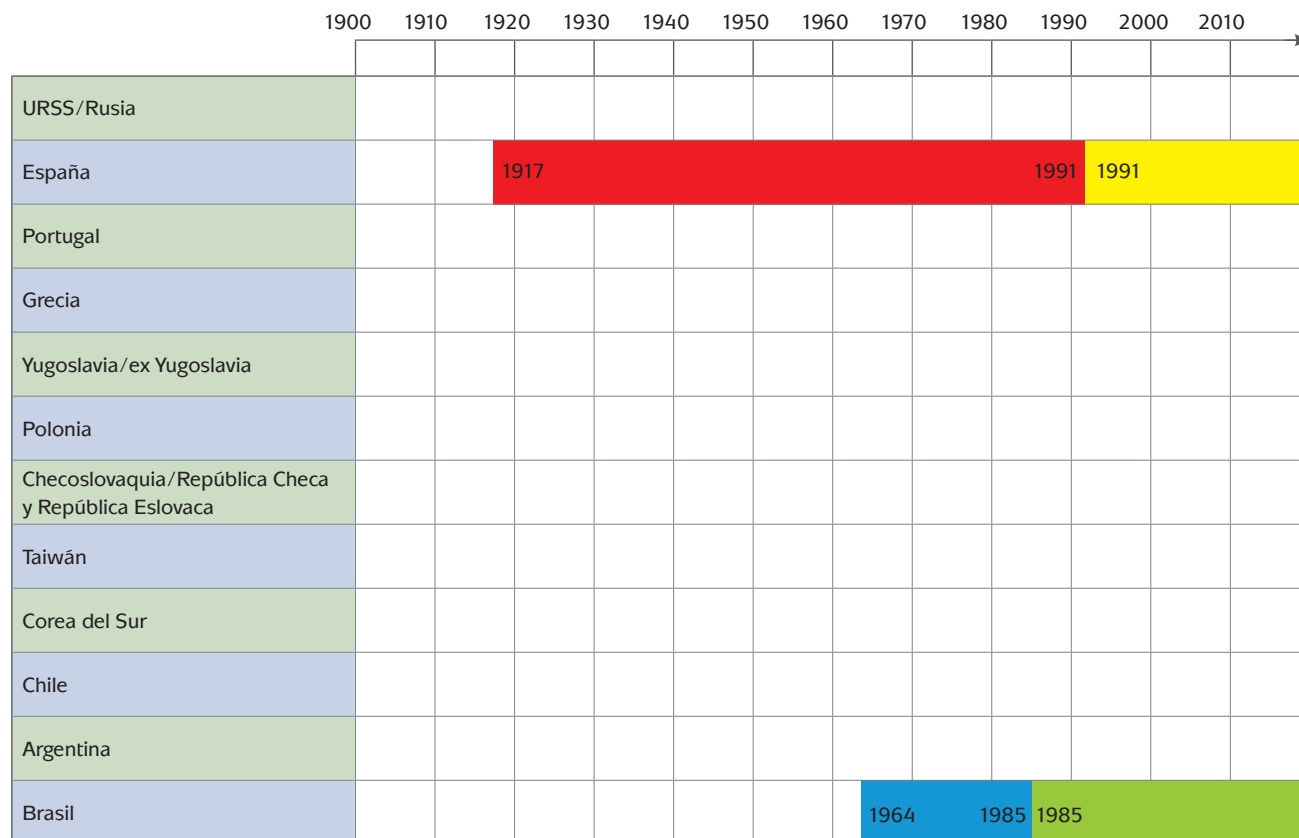 1900 1910 1920 1930 1940 1950 1960 1970 1980 1990 2000 2010
URSS/Rusia
España 1917 1991 1991
Portugal
Grecia
Yugoslavia/ex Yugoslavia
Polonia
Checoslovaquia/República Checa
y República Eslovaca
Taiwán
Corea del Sur
Chile
Argentina
Brasil 1964 1985 1985